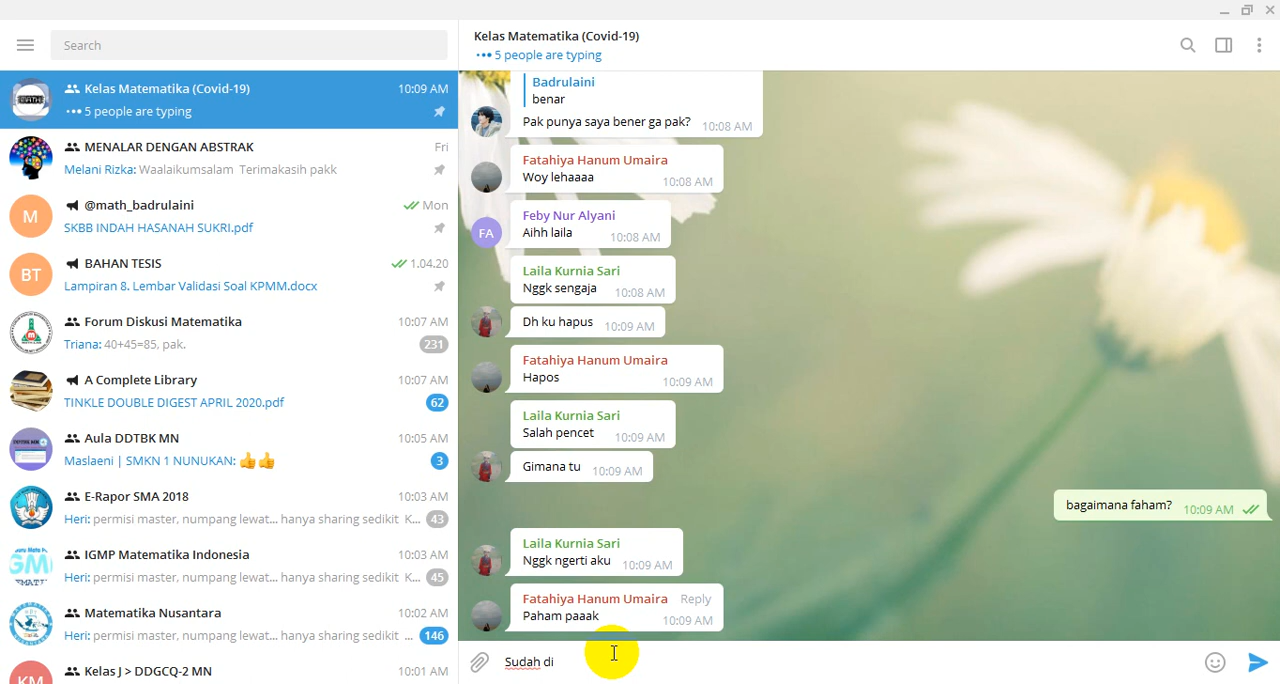 Search
Kelas Matematika (Covid-19)
10:09 AM
5 people are typing
MENALAR DENGAN ABSTRAK
Fri
Melani Rizka: Waalaikumsalam Terimakasih pakk
M
@math_badrulaini
Mon
SKBB INDAH HASANAH SUKRI.pdf
BT
BAHAN TESIS
1.04.20
Lampiran 8. Lembar Validasi Soal KPMM.docx
Forum Diskusi Matematika
10:07 AM
Triana: 40+45=85, pak.
231
A Complete Library
10:07 AM
TINKLE DOUBLE DIGEST APRIL 2020.pdf
62
Aula DDTBK MN
10:05 AM
Maslaeni | SMKN 1 NUNUKAN: 👍👍
3
E-Rapor SMA 2018
10:03 AM
Heri: permisi master, numpang lewat... hanya sharing sedikit K...
43
IGMP Matematika Indonesia
10:03 AM
Heri: permisi master, numpang lewat... hanya sharing sedikit K...
45
Matematika Nusantara
10:02 AM
Heri: permisi master, numpang lewat... hanya sharing sedikit ...
146
KM
Kelas J > DDGCQ-2 MN
10:01 AM
Kelas Matematika (Covid-19)
5 people are typing
Badrulaini
benar
Pak punya saya bener ga pak?
10:08 AM
Fatahiya Hanum Umaira
Woy lehaaaa
10:08 AM
FA
Feby Nur Alyani
Aihh laila
10:08 AM
Laila Kurnia Sari
Nggk sengaja
10:08 AM
Dh ku hapus
10:09 AM
Fatahiya Hanum Umaira
Hapos
10:09 AM
Laila Kurnia Sari
Salah pencet
10:09 AM
Gimana tu
10:09 AM
bagaimana faham?
10:09 AM
Laila Kurnia Sari
Nggk ngerti aku
10:09 AM
Fatahiya Hanum Umaira
Reply
Paham paaak
10:09 AM
Sudah di